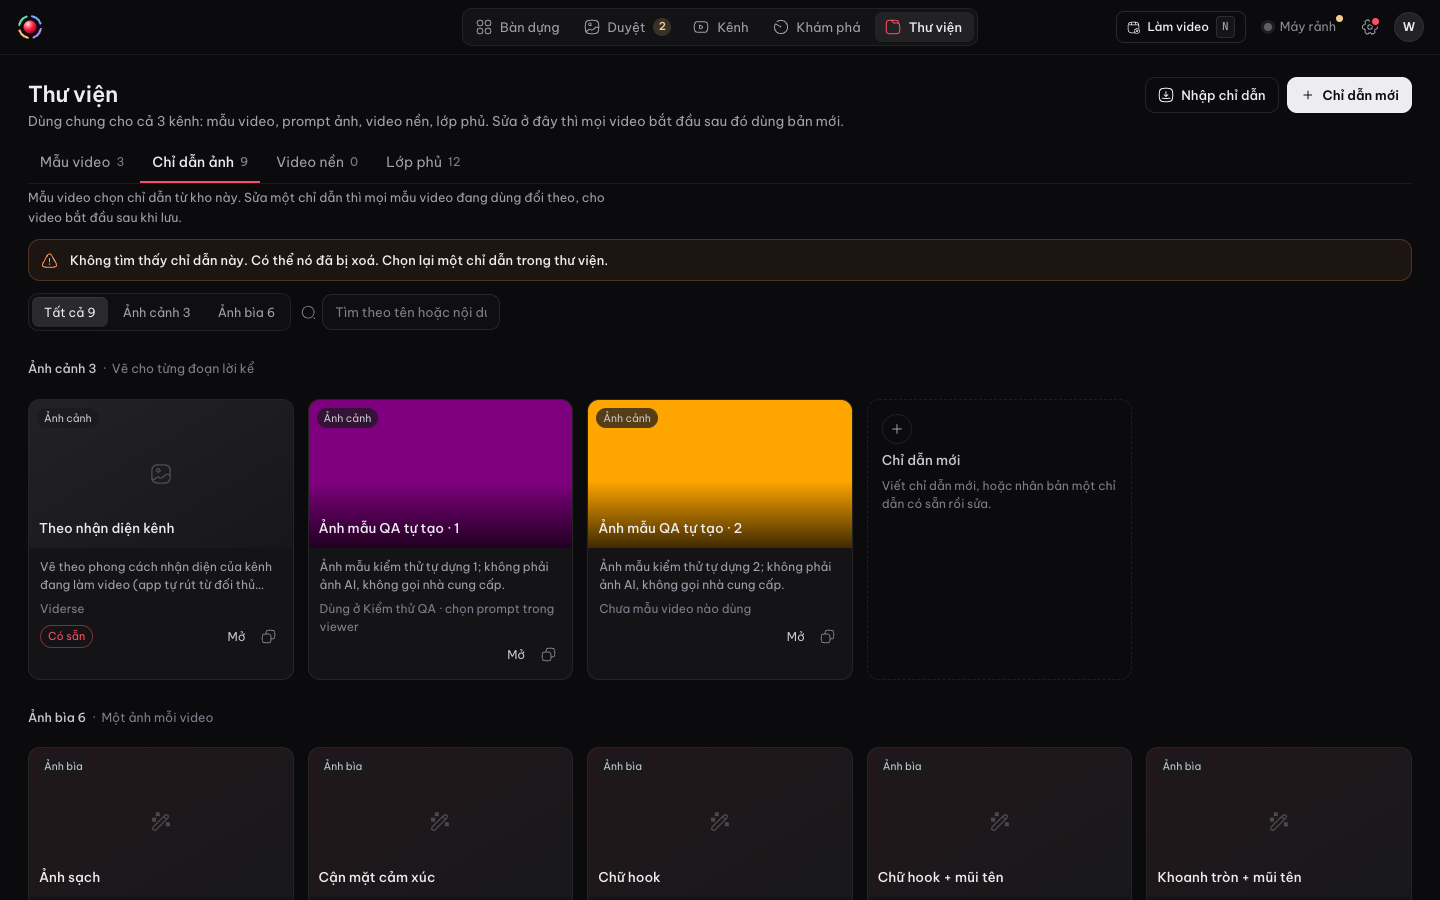 Bàn dựng
Duyệt 2
Kênh
Khám phá
Thư viện
Làm video N
Máy rảnh
W
Thư viện
Dùng chung cho cả 3 kênh: mẫu video, prompt ảnh, video nền, lớp phủ. Sửa ở đây thì mọi video bắt đầu sau đó dùng bản mới.
Nhập chỉ dẫn
Chỉ dẫn mới
Mẫu video 3
Chỉ dẫn ảnh 9
Video nền 0
Lớp phủ 12
Mẫu video chọn chỉ dẫn từ kho này. Sửa một chỉ dẫn thì mọi mẫu video đang dùng đổi theo, cho
video bắt đầu sau khi lưu.
Không tìm thấy chỉ dẫn này. Có thể nó đã bị xoá. Chọn lại một chỉ dẫn trong thư viện.
Tất cả 9
Ảnh cảnh 3
Ảnh bìa 6
Tìm theo tên hoặc nội dụ
Ảnh cảnh 3 · Vẽ cho từng đoạn lời kể
Ảnh cảnh
Theo nhận diện kênh
Vẽ theo phong cách nhận diện của kênh
đang làm video (app tự rút từ đối thủ...
Viderse
Có sẵn
Mở
Ảnh cảnh
Ảnh mẫu QA tự tạo · 1
Ảnh mẫu kiểm thử tự dựng 1; không phải
ảnh AI, không gọi nhà cung cấp.
Dùng ở Kiểm thử QA · chọn prompt trong
viewer
Mở
Ảnh cảnh
Ảnh mẫu QA tự tạo · 2
Ảnh mẫu kiểm thử tự dựng 2; không phải
ảnh AI, không gọi nhà cung cấp.
Chưa mẫu video nào dùng
Mở
Chỉ dẫn mới
Viết chỉ dẫn mới, hoặc nhân bản một chỉ
dẫn có sẵn rồi sửa.
Ảnh bìa 6 · Một ảnh mỗi video
Ảnh bìa
Ảnh sạch
Ảnh bìa
Cận mặt cảm xúc
Ảnh bìa
Chữ hook
Ảnh bìa
Chữ hook + mũi tên
Ảnh bìa
Khoanh tròn + mũi tên